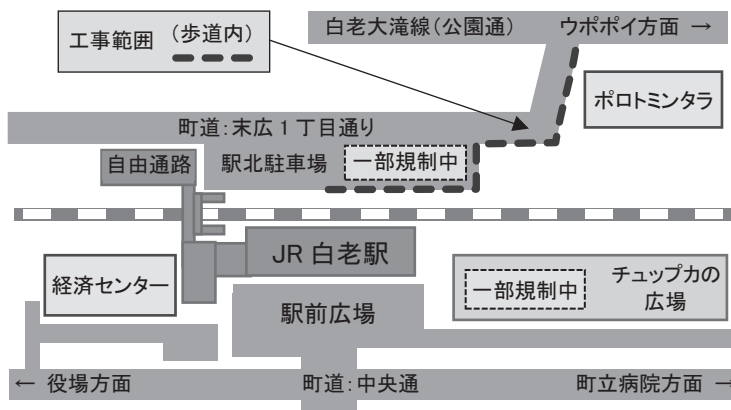 白老大滝線(公園通)　ウポポイ方面 →
工事範囲（歩道内）
ポロトミンタラ
町道:末広１丁目通り
自由通路
駅北駐車場
一部規制中
JR 白老駅
経済センター
一部規制中
チュップカの
広場
駅前広場
← 役場方面
町道:中央通
町立病院方面 →